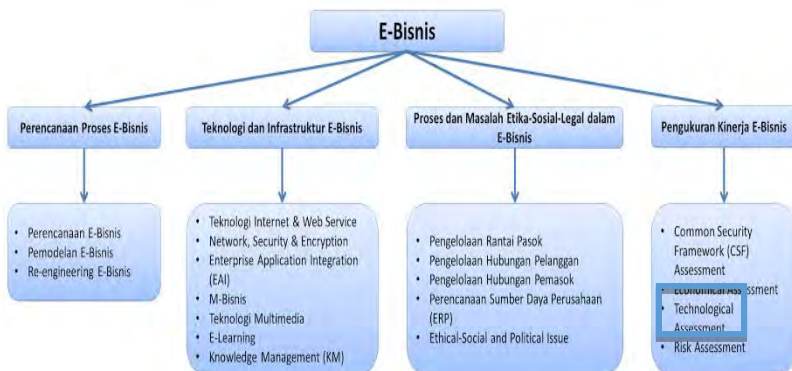 E-Bisnis
Perencanaan Proses E-Bisnis
Teknologi dan Infrastruktur E-Bisnis
Proses dan Masalah Etika-Sosial-Legal dalam
E-Bisnis
Pengukuran Kinerja E-Bisnis
• Perencanaan E-Bisnis
• Pemodelan E-Bisnis
• Re-engineering E-Bisnis
• Teknologi Internet & Web Service
• Network, Security & Encryption
• Enterprise Application Integration
(EAI)
• M-Bisnis
• Teknologi Multimedia
• E-Learning
• Knowledge Management (KM)
• Pengelolaan Rantai Pasok
• Pengelolaan Hubungan Pelanggan
• Pengelolaan Hubungan Pemasok
• Perencanaan Sumber Daya Perusahaan
(ERP)
• Ethical-Social and Political Issue
• Common Security
Framework (CSF)
Assessment
• Economical Assessment
• Technological
Assessment
• Risk Assessment